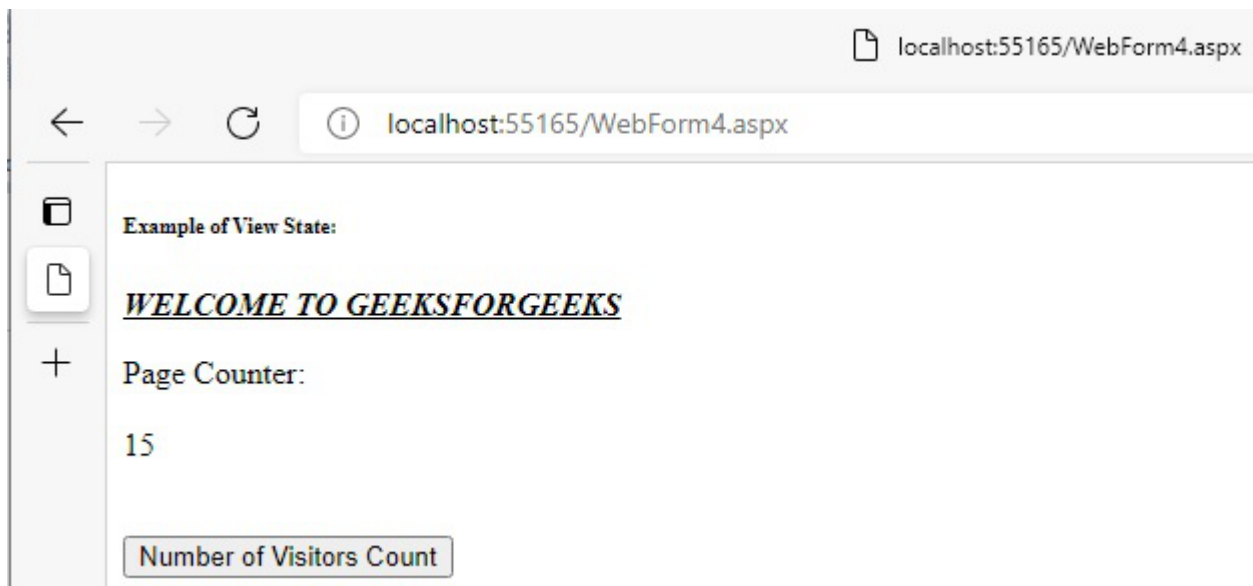 localhost:55165/WebForm4.aspx
localhost:55165/WebForm4.aspx
Example of View State:
WELCOME TO GEEKSFORGEEKS
Page Counter:
15
Number of Visitors Count